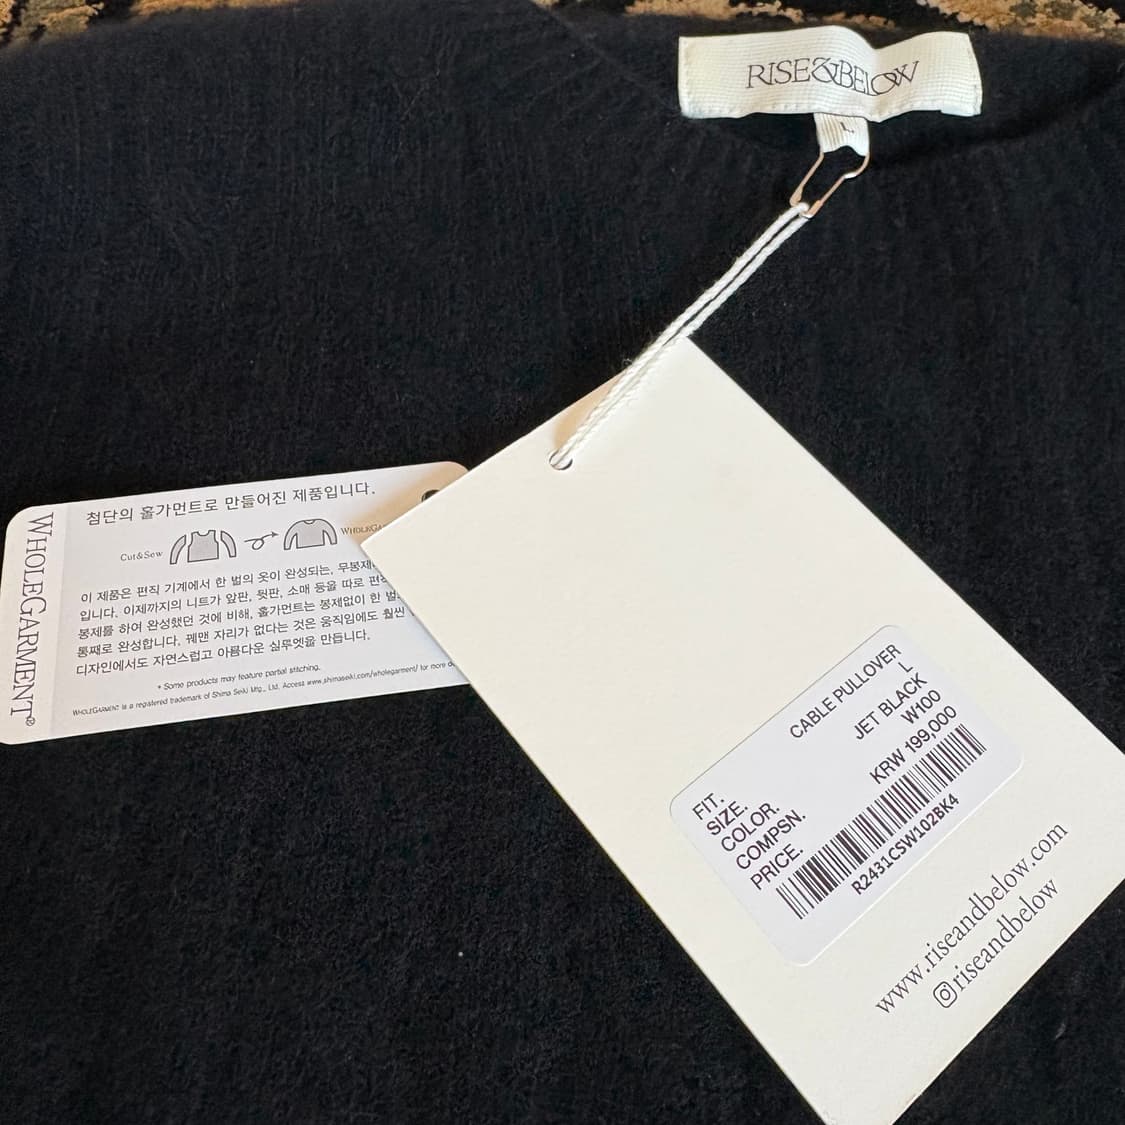 RISE&BELOW
L
첨단의 홀가먼트로 만들어진 제품입니다.
Cut&Sew
이 제품은 편직 기계에서 한 벌의 옷이 완성되는, 무봉제
입니다. 이제까지의 니트가 앞판, 뒷판, 소매 등을 따로
봉제를 하여 완성했던 것에 비해, 홀가먼트는 봉제없이 한
통째로 완성합니다. 꿰맨 자리가 없다는 것은 움직임에도 훨씬
디자인에서도 자연스럽고 아름다운 실루엣을 만듭니다.
* Some products may feature partial stitching.
WHOLEGARMENT is a registered trademark of Shima Seiki Mfg., Ltd. Access www.shimaseiki.com/wholegarment/ for more
WHOLEGARMENT®
FIT. CABLE PULLOVER
SIZE. L
COLOR. JET BLACK
COMPSN. W100
PRICE. KRW 199,000
R2431CSW102BK4
www.riseandbelow.com
riseandbelow